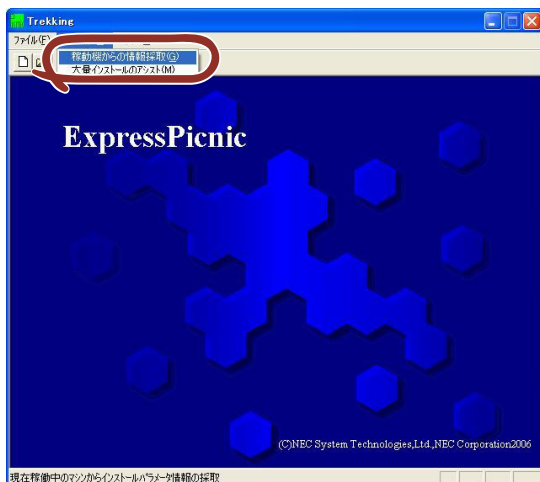 Trekking
ファイル(F)
稼動機からの情報採取(G)
大量インストールのアシスト(M)
ExpressPicnic
(C)NEC System Technologies,Ltd.,NEC Corporation2006
現在稼働中のマシンからインストールパラメータ情報の採取